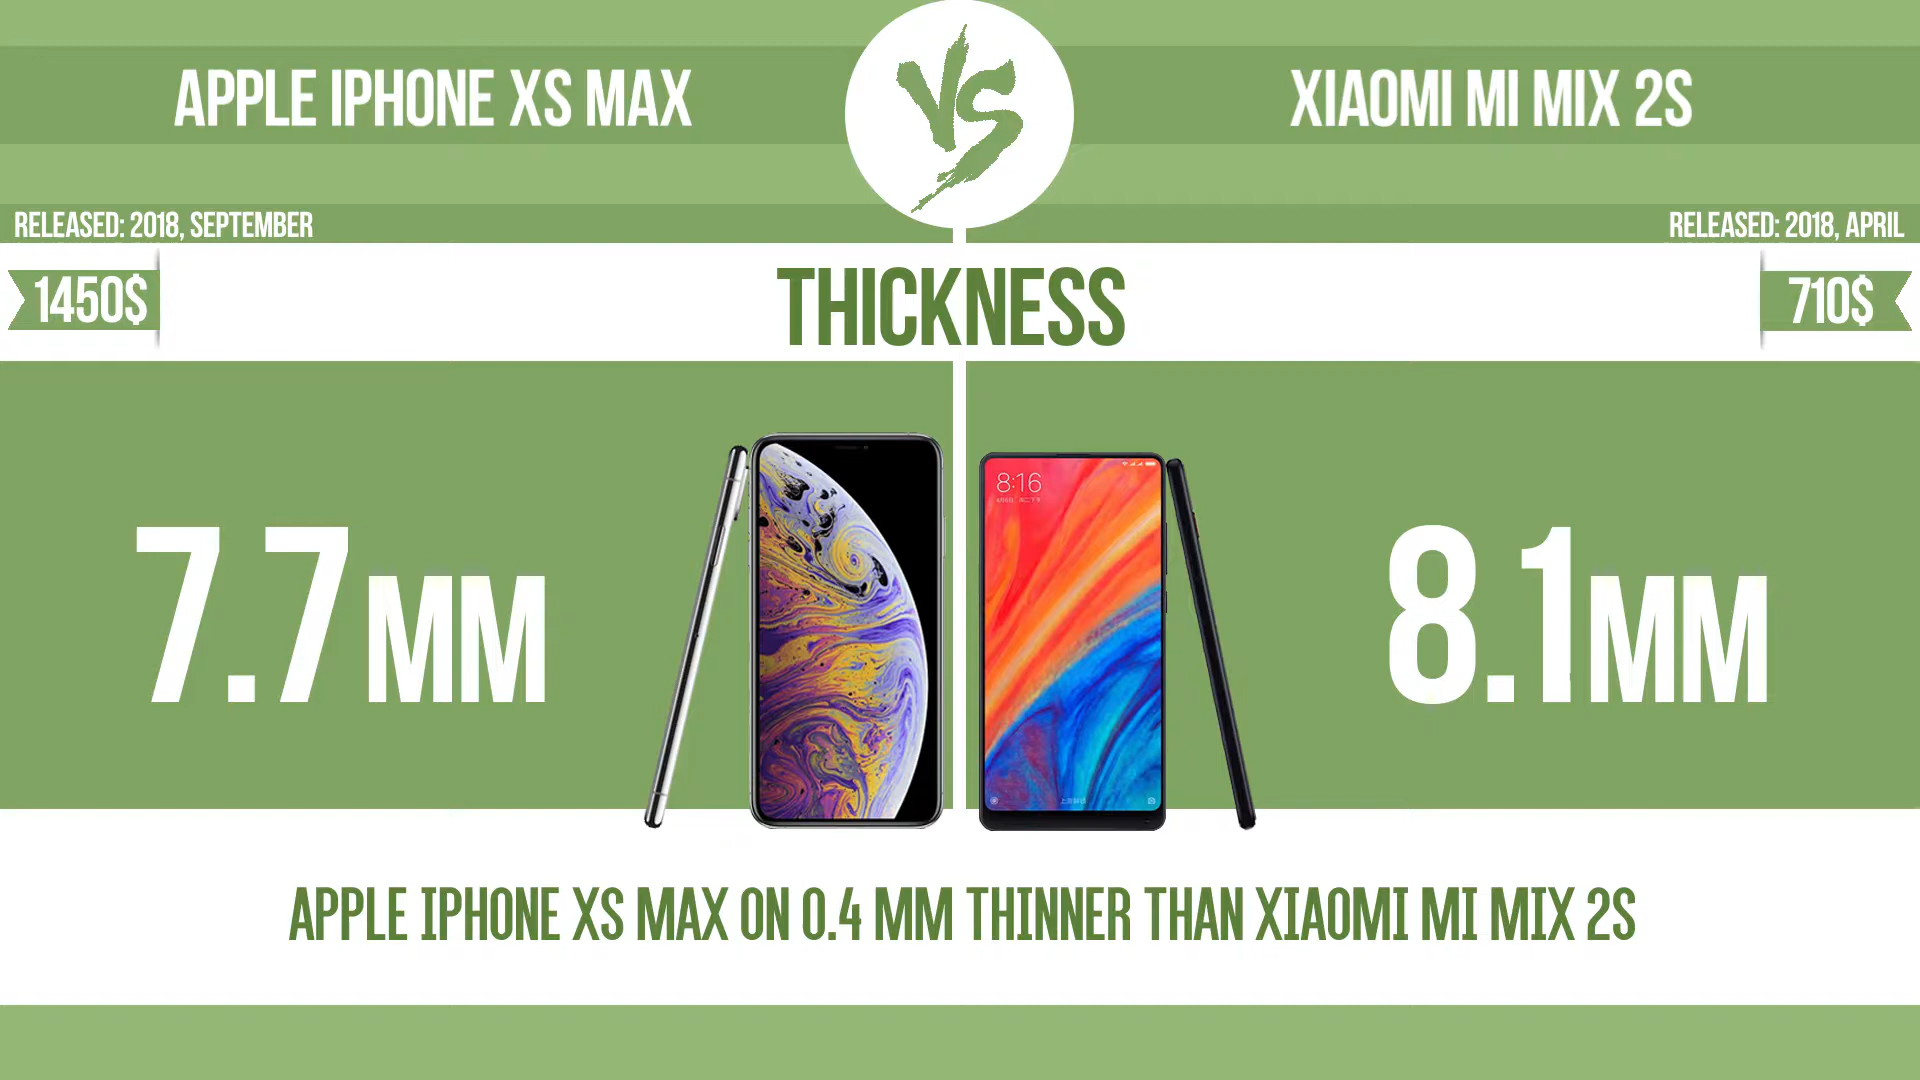 APPLE IPHONE XS MAX
VS
XIAOMI MI MIX 2S
RELEASED: 2018, SEPTEMBER
RELEASED: 2018, APRIL
1450$
THICKNESS
710$
8:16
7.7MM
8.1MM
APPLE IPHONE XS MAX ON 0.4 MM THINNER THAN XIAOMI MI MIX 2S